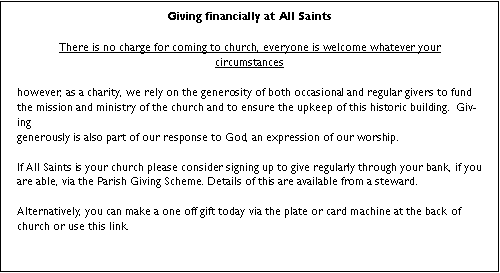 Giving financially at All Saints
There is no charge for coming to church, everyone is welcome whatever your
circumstances
however, as a charity, we rely on the generosity of both occasional and regular givers to fund
the mission and ministry of the church and to ensure the upkeep of this historic building.  Giv-
ing
generously is also part of our response to God, an expression of our worship.
If All Saints is your church please consider signing up to give regularly through your bank, if you
are able, via the Parish Giving Scheme. Details of this are available from a steward.
Alternatively, you can make a one off gift today via the plate or card machine at the back of
church or use this link.